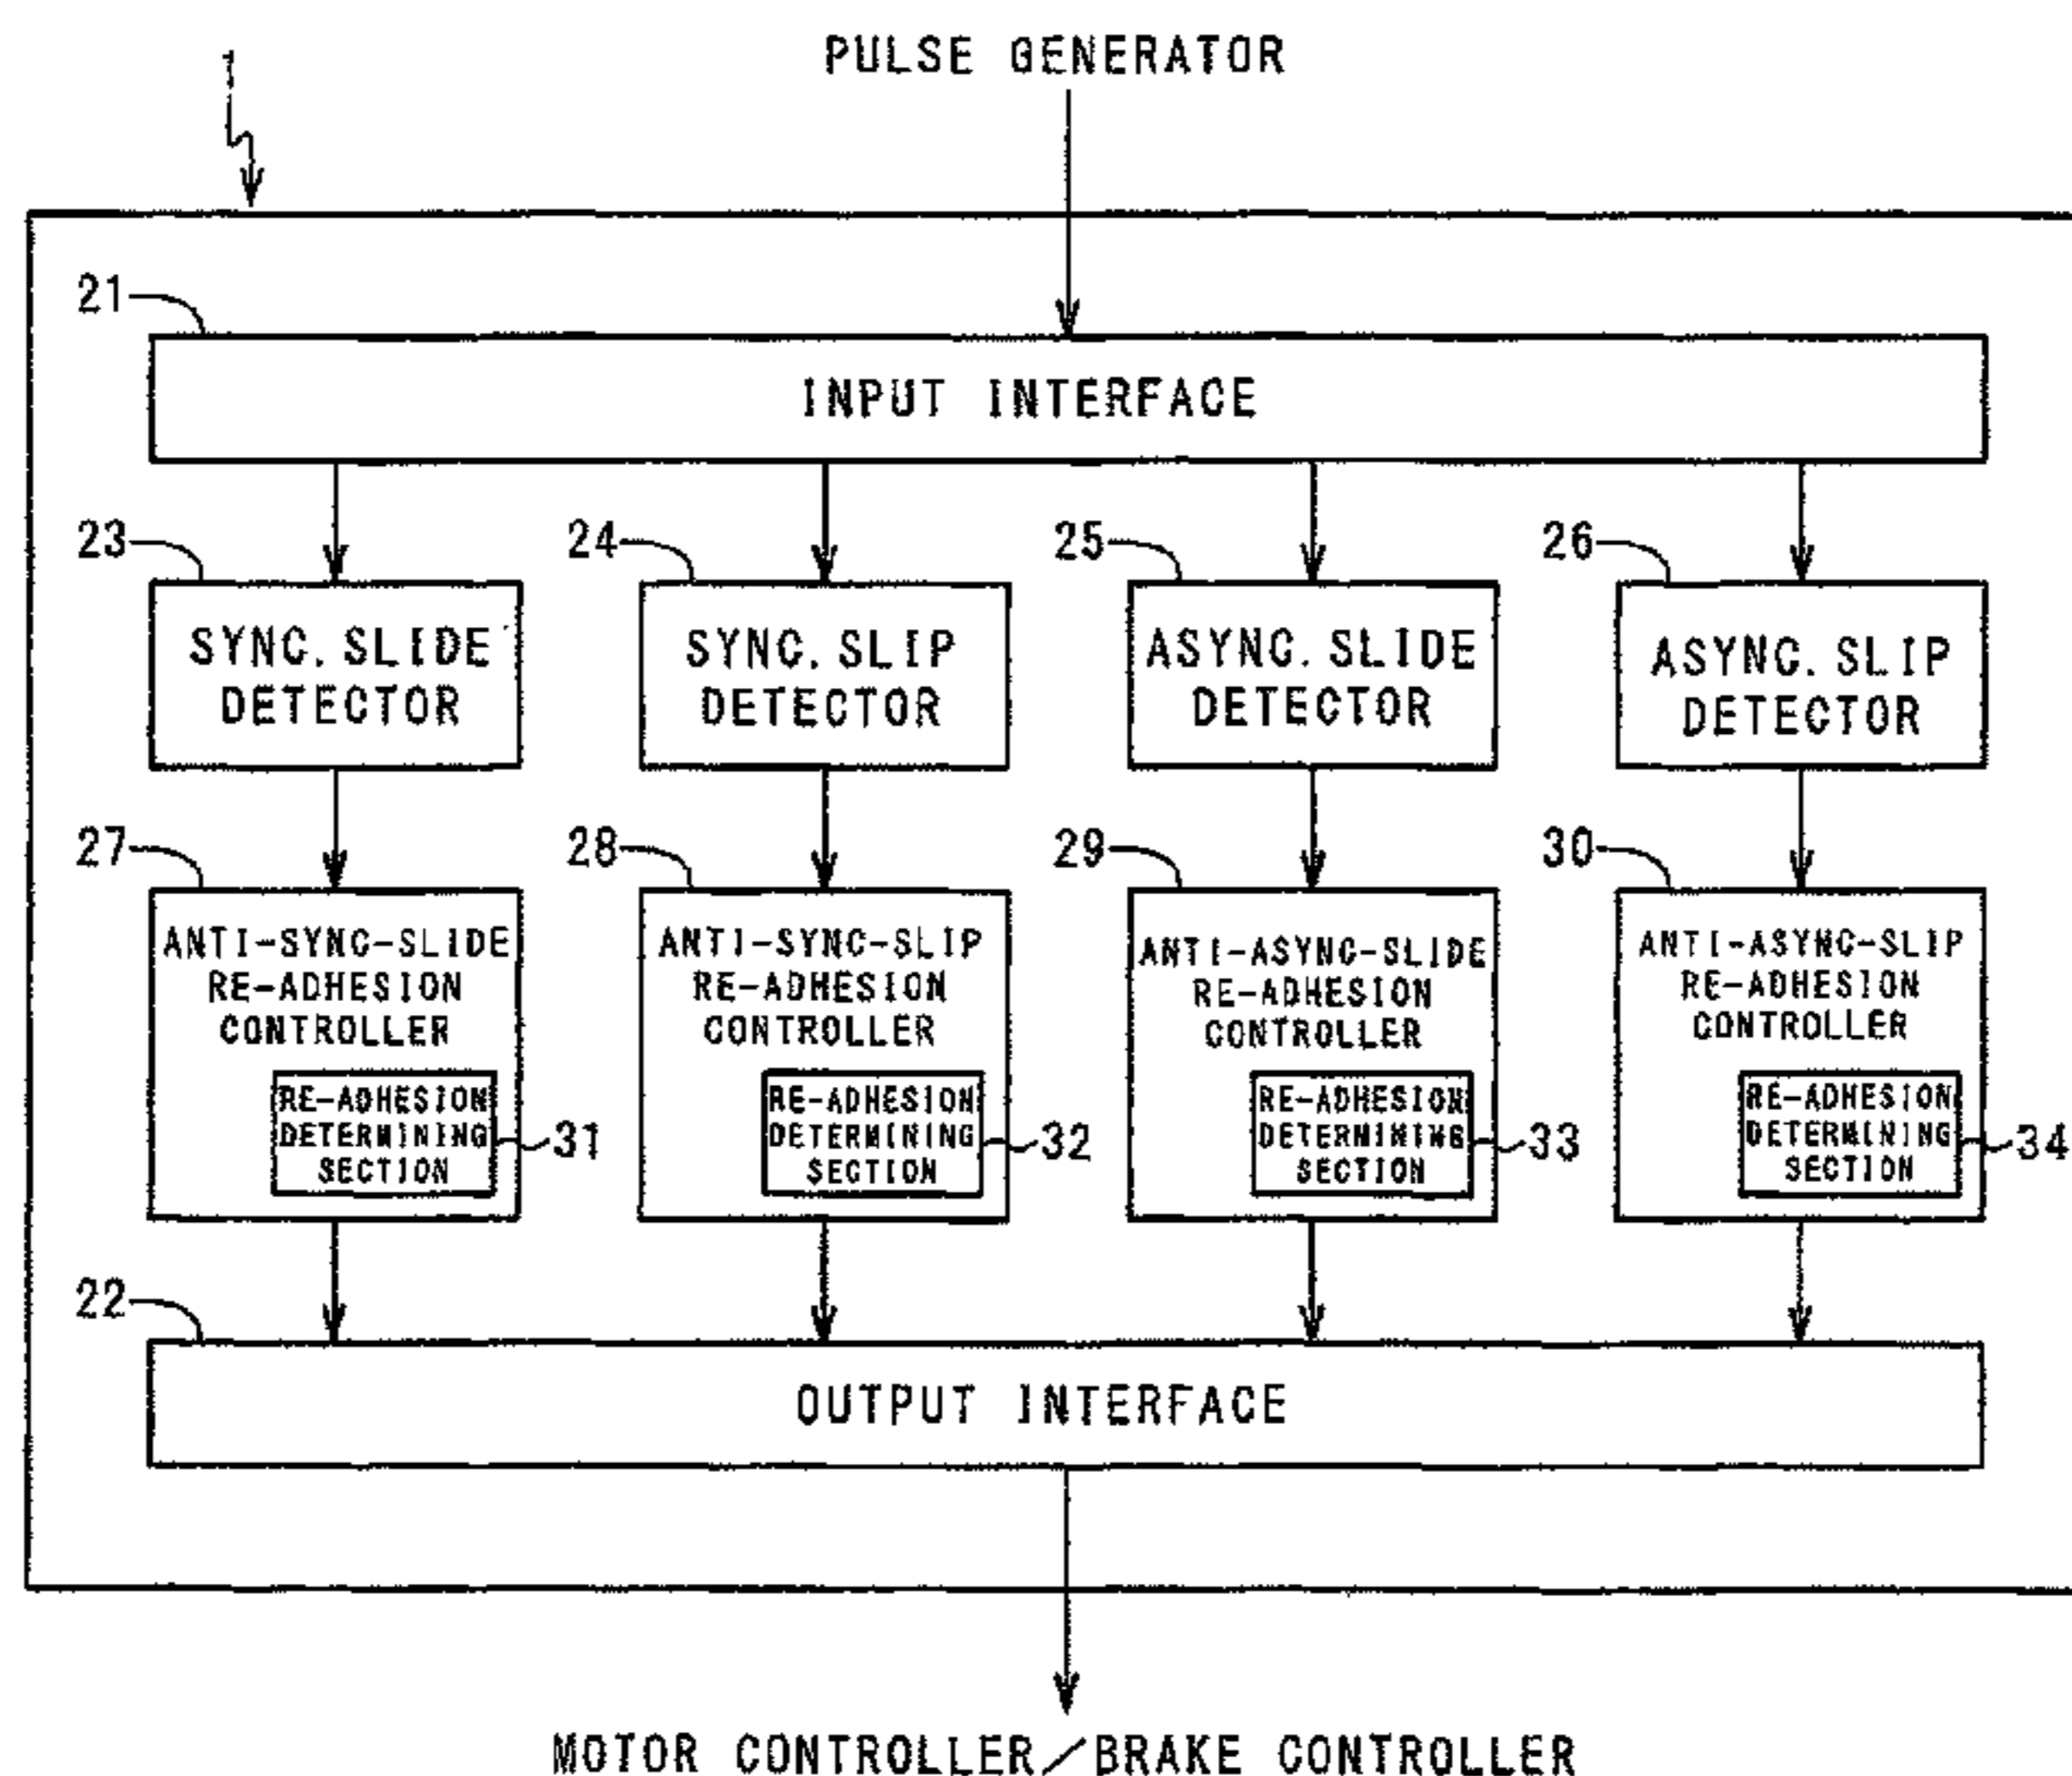 1
PULSE GENERATOR
21
INPUT INTERFACE
23
24
25
26
SYNC. SLIDE
DETECTOR
SYNC. SLIP
DETECTOR
ASYNC. SLIDE
DETECTOR
ASYNC. SLIP
DETECTOR
27
28
29
30
ANTI-SYNC-SLIDE
RE-ADHESION
CONTROLLER
RE-ADHESION
DETERMINING
SECTION
31
ANTI-SYNC-SLIP
RE-ADHESION
CONTROLLER
RE-ADHESION
DETERMINING
SECTION
32
ANTI-ASYNC-SLIDE
RE-ADHESION
CONTROLLER
RE-ADHESION
DETERMINING
SECTION
33
ANTI-ASYNC-SLIP
RE-ADHESION
CONTROLLER
RE-ADHESION
DETERMINING
SECTION
34
22
OUTPUT INTERFACE
MOTOR CONTROLLER/BRAKE CONTROLLER